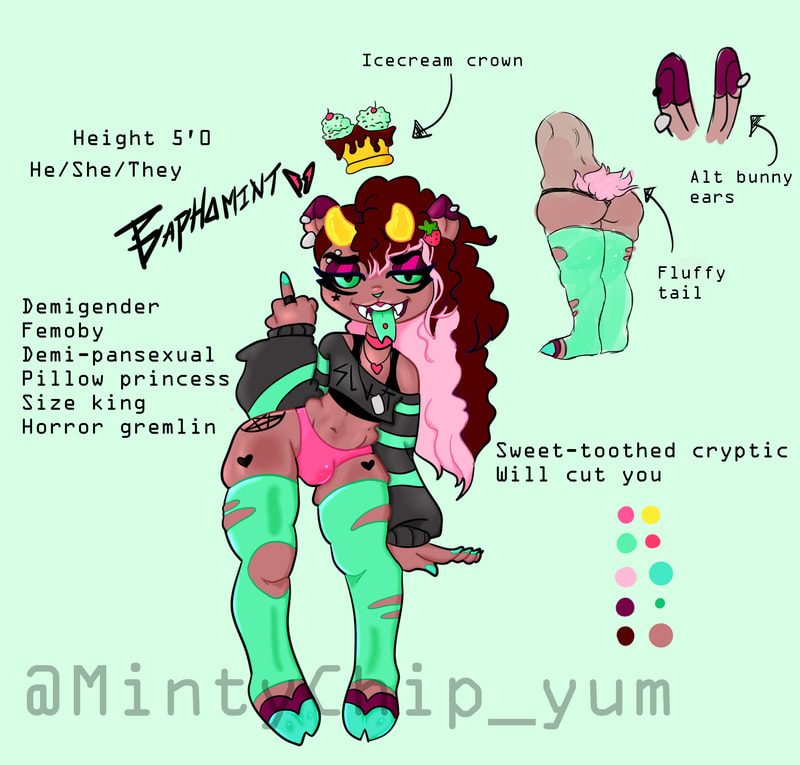 Icecream crown
Height 5'0
He/She/They
BAPHOMINT
Alt bunny
ears
Fluffy
tail
Demigender
Femoby
Demi-pansexual
Pillow princess
Size king
Horror gremlin
SLUT
Sweet-toothed cryptic
Will cut you
@MintyChip_yum